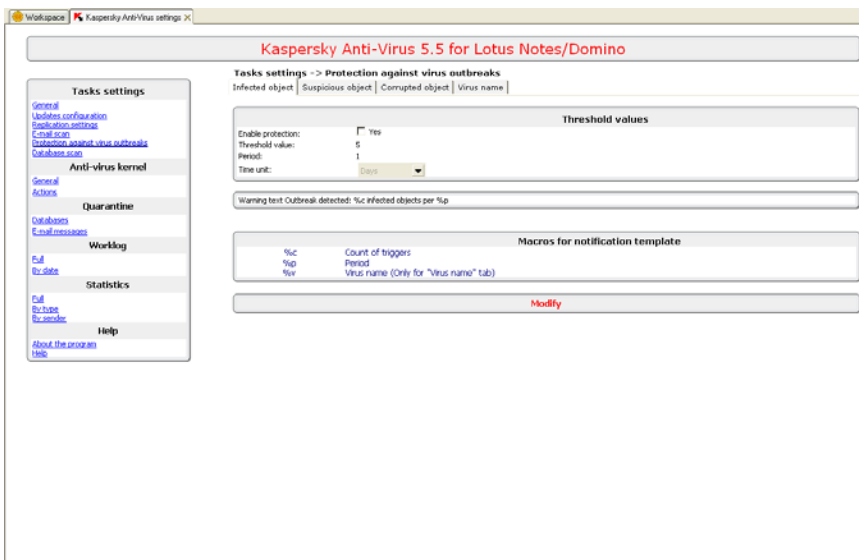 Workspace
Kaspersky Anti-Virus settings
Kaspersky Anti-Virus 5.5 for Lotus Notes/Domino
Tasks settings
General
Updates configuration
Replication settings
E-mail scan
Protection against virus outbreaks
Database scan
Anti-virus kernel
General
Actions
Quarantine
Databases
E-mail messages
Worklog
Full
By date
Statistics
Full
By type
By sender
Help
About the program
Help
Tasks settings -> Protection against virus outbreaks
Infected object Suspicious object Corrupted object Virus name
Threshold values
Enable protection: Yes
Threshold value: 5
Period: 1
Time unit: Days
Warning text Outbreak detected: %c infected objects per %p
Macros for notification template
%c Count of triggers
%p Period
%v Virus name (Only for "Virus name" tab)
Modify